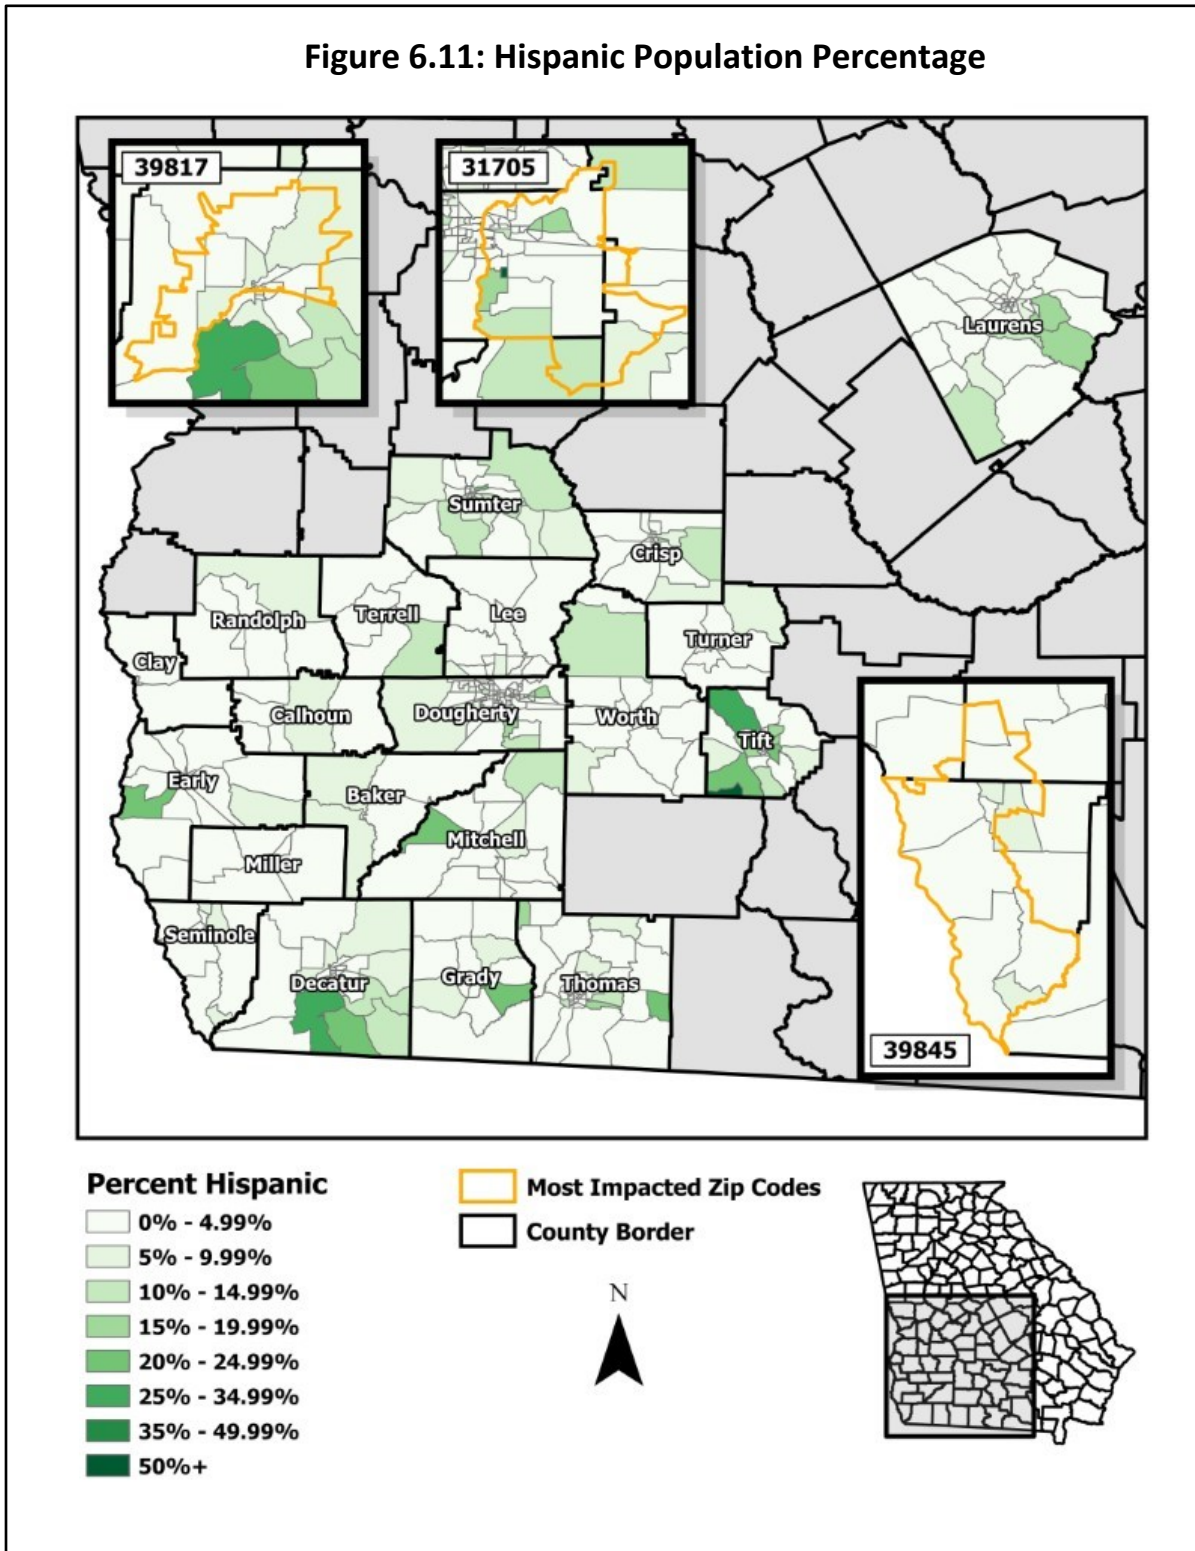 Figure 6.11: Hispanic Population Percentage
39817
31705
Laurens
Sumter
Crisp
Randolph
Terrell
Lee
Turner
Clay
Calhoun
Dougherty
Worth
Tift
Early
Baker
Mitchell
Miller
Seminole
Decatur
Grady
Thomas
39845
Percent Hispanic
0% - 4.99%
5% - 9.99%
10% - 14.99%
15% - 19.99%
20% - 24.99%
25% - 34.99%
35% - 49.99%
50%+
Most Impacted Zip Codes
County Border
N